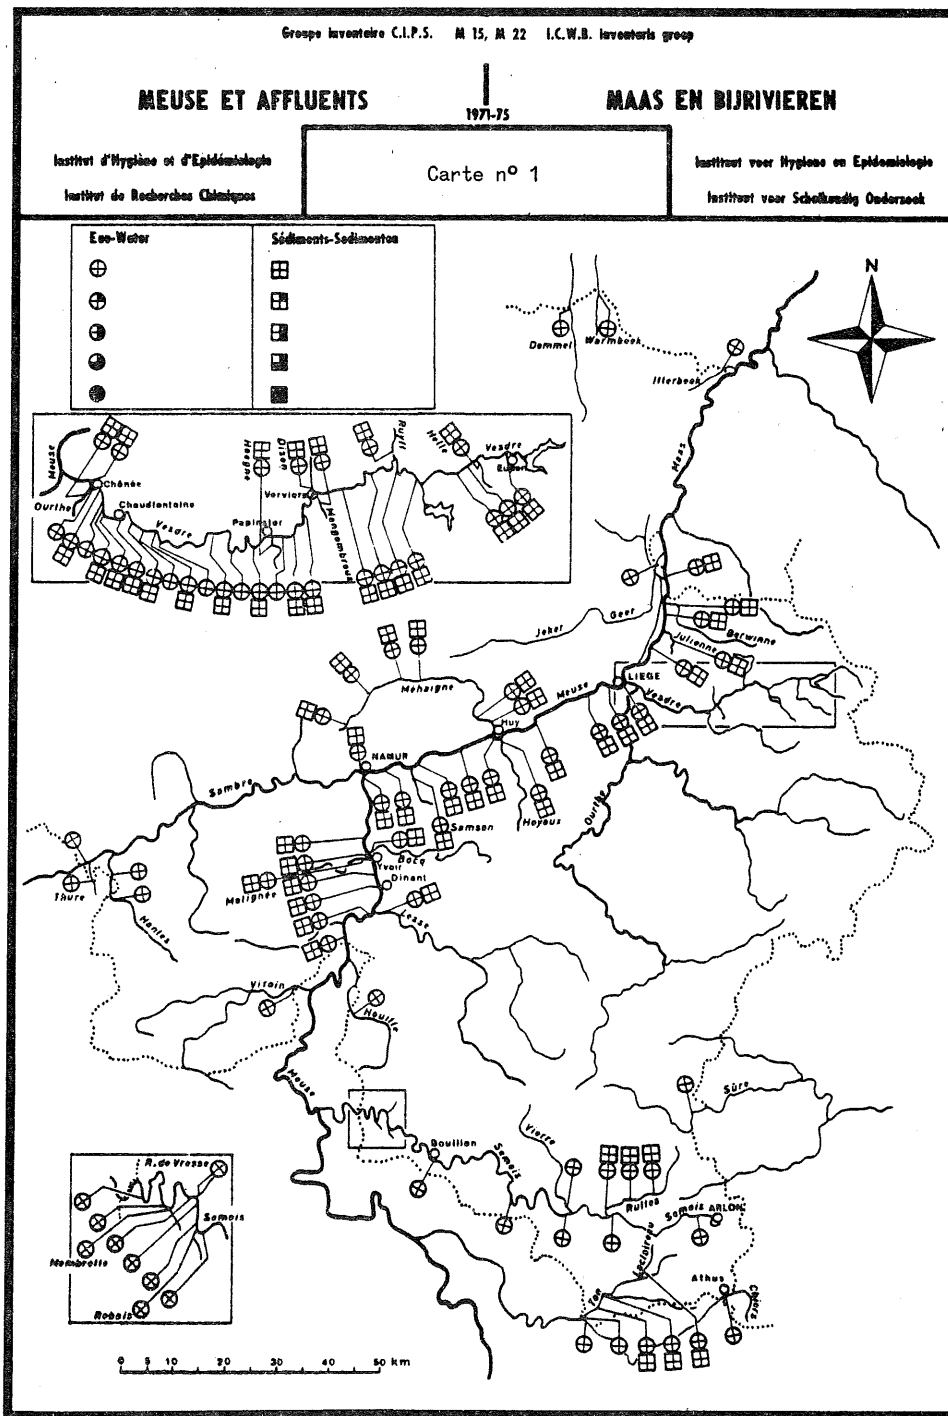 Groupe inventaire C.I.P.S. M 15, M 22 I.C.W.B. inventaris groep
MEUSE ET AFFLUENTS
MAAS EN BIJRIVIEREN
1971-75
Institut d'Hygiène et d'Epidémiologie
Institut de Recherches Chimiques
Carte nº 1
Instituut voor Hygiene en Epidemiologie
Instituut voor Scheikundig Onderzoek
Eau-Water
Sédiments-Sedimenten
N
Dommel
Warmbeek
Itterbeek
Maas
Meuse
Ourthe
Chênée
Chaudfontaine
Vesdre
Hoegne
Pepinster
Dison
Verviers
Mangombroux
Ruyff
Helle
Vesdre
Eupen
Jeker
Geer
Berwinne
Julienne
LIEGE
Vesdre
Méhaigne
Meuse
Huy
NAMUR
Sambre
Samson
Hoyoux
Ourthe
Bocq
Yvoir
Dinant
Molignée
Lesse
Thure
Hantes
Viroin
Houille
Meuse
Sûre
Bouillon
Semois
Vierre
Rulles
Semois
ARLON
R. de Vresse
Semois
Membrette
Robais
Ton
Athus
Chiers
0 5 10 20 30 40 50 km